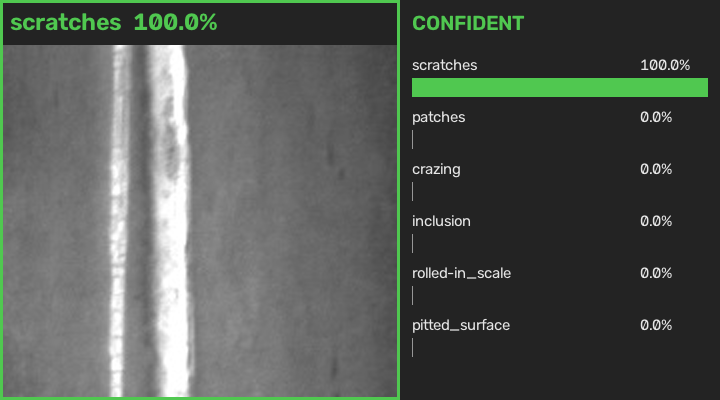 scratches 100.0%
CONFIDENT
scratches 100.0%
patches 0.0%
crazing 0.0%
inclusion 0.0%
rolled-in_scale 0.0%
pitted_surface 0.0%